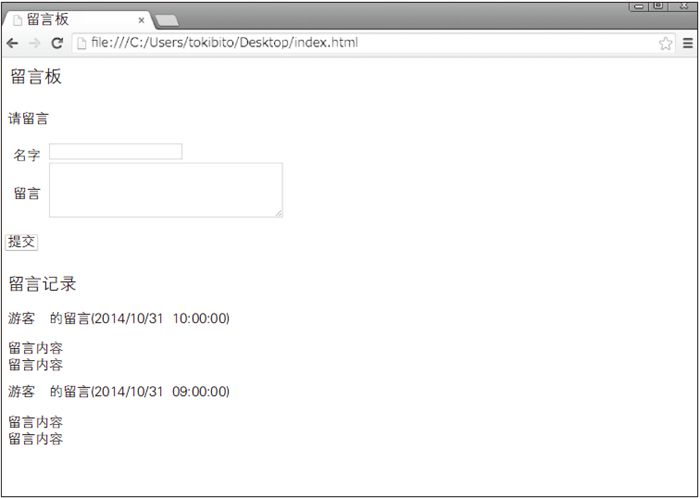 留言板
file:///C:/Users/tokibito/Desktop/index.html
留言板
请留言
名字
留言
提交
留言记录
游客 的留言(2014/10/31 10:00:00)
留言内容
留言内容
游客 的留言(2014/10/31 09:00:00)
留言内容
留言内容